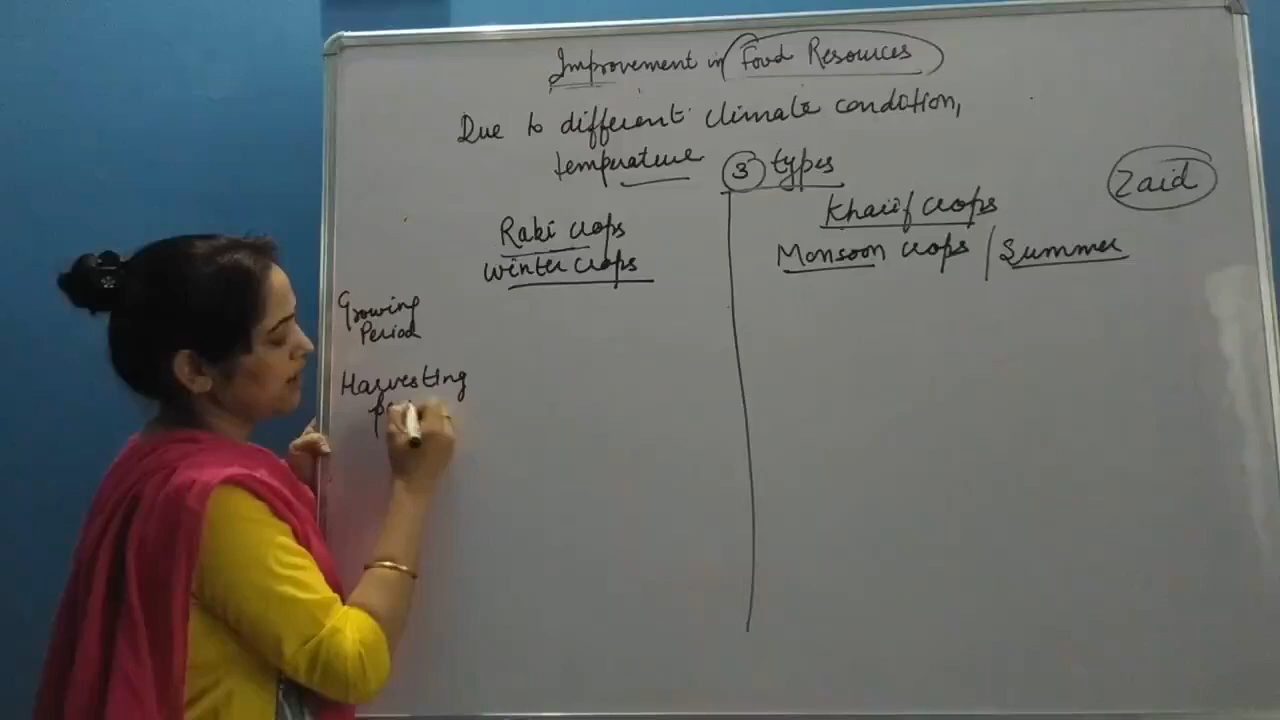 Improvement in Food Resources
Due to different climate condition,
temperature 3 types
Zaid
Rabi crops
Winter crops
Kharif crops
Monsoon crops / Summer
Growing
Period
Harvesting